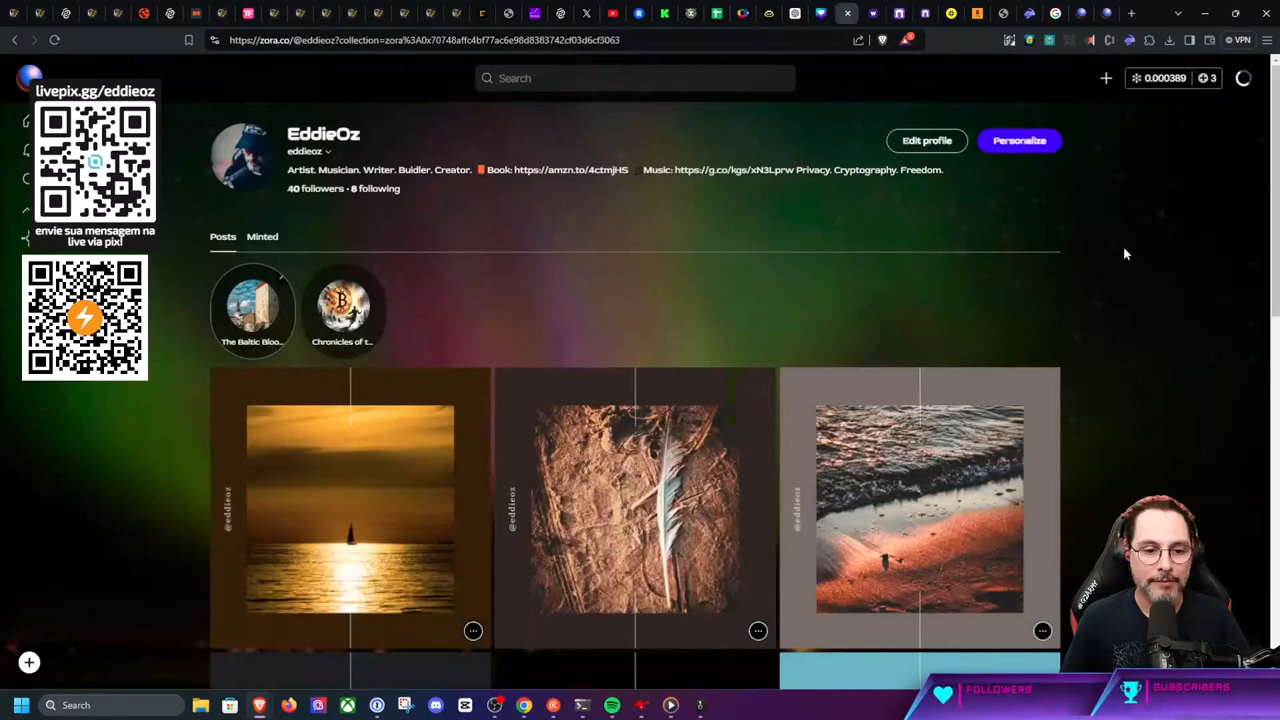 https://zora.co/@eddieoz?collection=zora%3A0x70748affc4bf77ac6e98d8383742cf03d6cf3063
VPN
Search
0.000389
3
livepix.gg/eddieoz
envie sua mensagem na
live via pix!
EddieOz
eddieoz
Edit profile
Personalize
Artist. Musician. Writer. Buidler, Creator. Book: https://amzn.to/4ctmjHS Music: https://g.co/kgs/xN3Lprw Privacy. Cryptography. Freedom.
40 followers • 8 following
Posts Minted
The Baltic Bloo...
Chronicles of t...
@eddieoz
@eddieoz
@eddieoz
FOLLOWERS
SUBSCRIBERS
Search